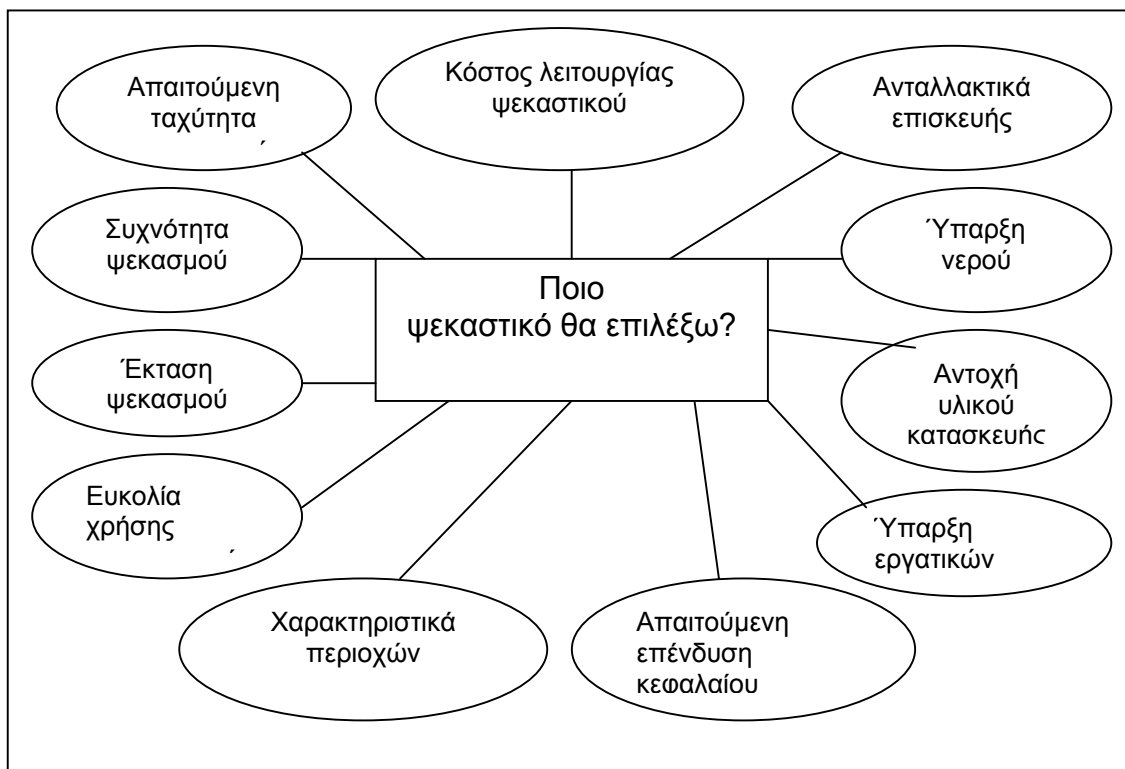 Απαιτούμενη
ταχύτητα
Κόστος λειτουργίας
ψεκαστικού
Ανταλλακτικά
επισκευής
Συχνότητα
ψεκασμού
Ύπαρξη
νερού
Ποιο
ψεκαστικό θα επιλέξω?
Έκταση
ψεκασμού
Αντοχή
υλικού
κατασκευής
Ευκολία
χρήσης
Ύπαρξη
εργατικών
Χαρακτηριστικά
περιοχών
Απαιτούμενη
επένδυση
κεφαλαίου